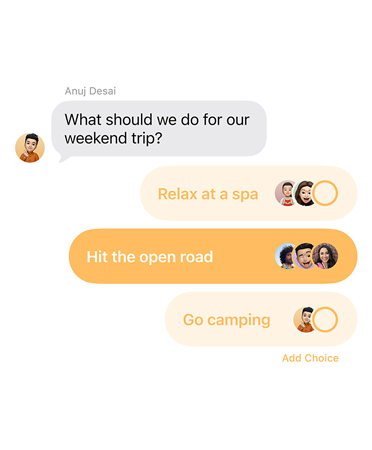 Anuj Desai
What should we do for our
weekend trip?
Relax at a spa
Hit the open road
Go camping
Add Choice